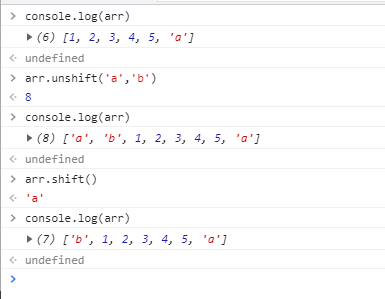 console.log(arr)
(6) [1, 2, 3, 4, 5, 'a']
undefined
arr.unshift('a','b')
8
console.log(arr)
(8) ['a', 'b', 1, 2, 3, 4, 5, 'a']
undefined
arr.shift()
'a'
console.log(arr)
(7) ['b', 1, 2, 3, 4, 5, 'a']
undefined